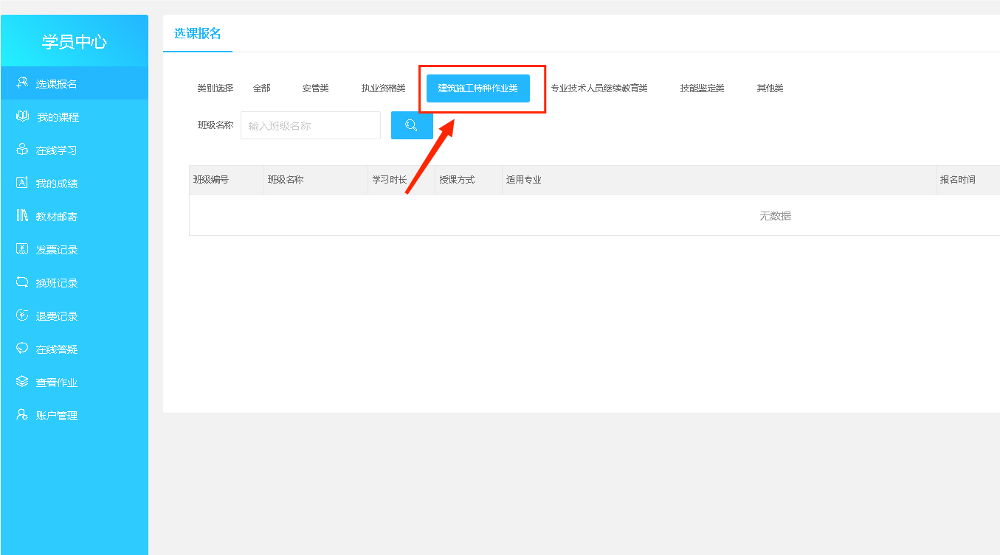 学员中心
选课报名
我的课程
在线学习
我的成绩
教材邮寄
发票记录
换班记录
退费记录
在线答疑
查看作业
账户管理
选课报名
类别选择 全部 安管类 执业资格类 建筑施工特种作业类 专业技术人员继续教育类 技能鉴定类 其他类
班级名称 输入班级名称
班级编号 班级名称 学习时长 授课方式 适用专业 报名时间
无数据